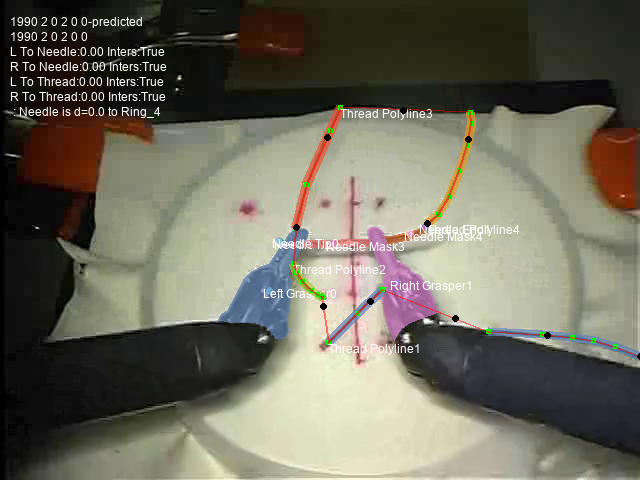 1990 2 0 2 0 0-predicted
1990 2 0 2 0 0
L To Needle:0.00 Inters:True
R To Needle:0.00 Inters:True
L To Thread:0.00 Inters:True
R To Thread:0.00 Inters:True
: Needle is d=0.0 to Ring_4
Thread Polyline3
Needle Mask4
Needle Mask3
Thread Polyline2
Right Grasper1
Left Grasper0
Thread Polyline1